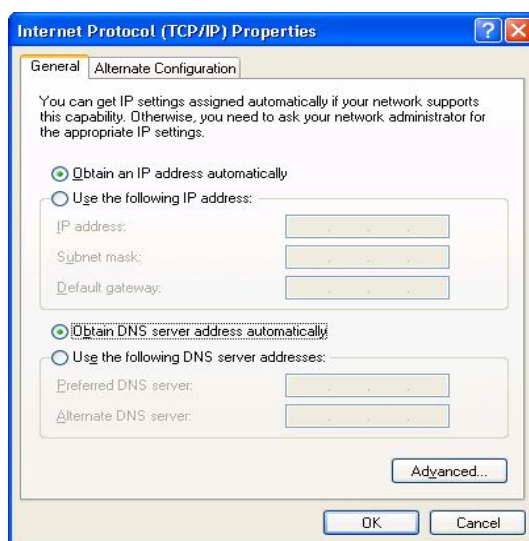 Internet Protocol (TCP/IP) Properties
General
Alternate Configuration
You can get IP settings assigned automatically if your network supports
this capability. Otherwise, you need to ask your network administrator for
the appropriate IP settings.
Obtain an IP address automatically
Use the following IP address:
IP address:
Subnet mask:
Default gateway:
Obtain DNS server address automatically
Use the following DNS server addresses:
Preferred DNS server:
Alternate DNS server:
Advanced...
OK
Cancel